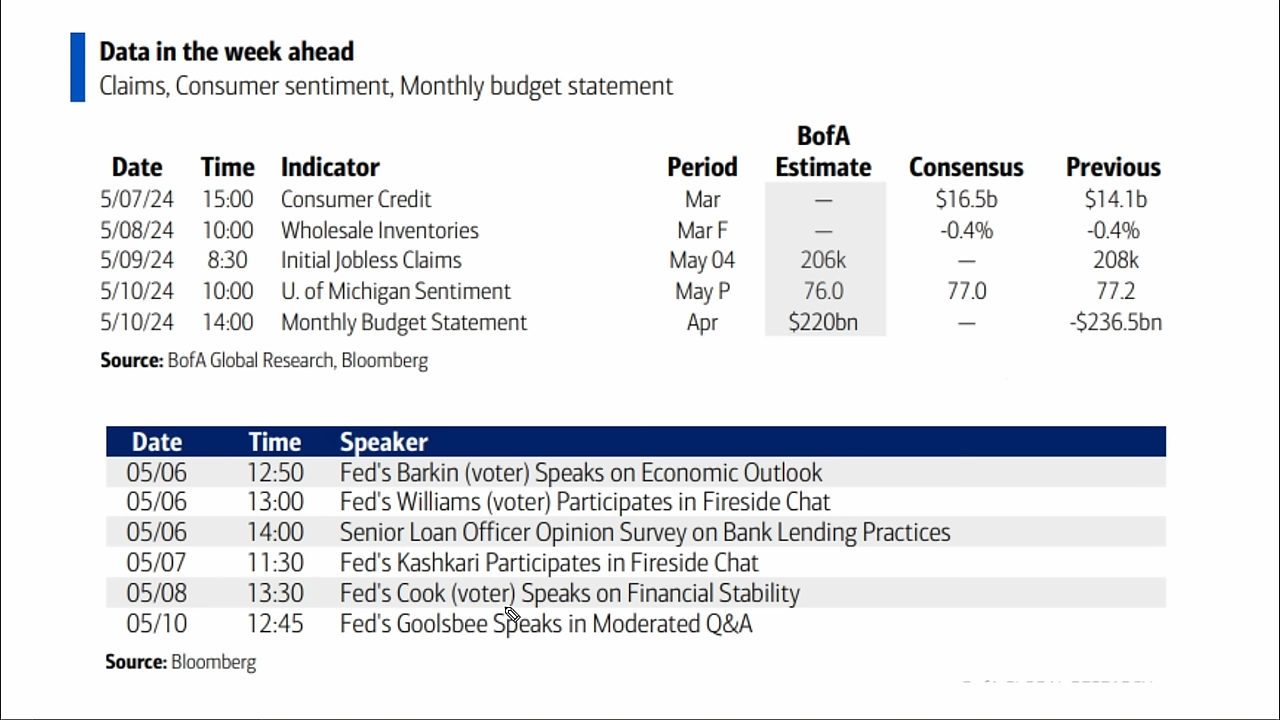 Data in the week ahead
Claims, Consumer sentiment, Monthly budget statement
BofA
Date Time Indicator Period Estimate Consensus Previous
5/07/24 15:00 Consumer Credit Mar — $16.5b $14.1b
5/08/24 10:00 Wholesale Inventories Mar F — -0.4% -0.4%
5/09/24 8:30 Initial Jobless Claims May 04 206k — 208k
5/10/24 10:00 U. of Michigan Sentiment May P 76.0 77.0 77.2
5/10/24 14:00 Monthly Budget Statement Apr $220bn — -$236.5bn
Source: BofA Global Research, Bloomberg
Date Time Speaker
05/06 12:50 Fed's Barkin (voter) Speaks on Economic Outlook
05/06 13:00 Fed's Williams (voter) Participates in Fireside Chat
05/06 14:00 Senior Loan Officer Opinion Survey on Bank Lending Practices
05/07 11:30 Fed's Kashkari Participates in Fireside Chat
05/08 13:30 Fed's Cook (voter) Speaks on Financial Stability
05/10 12:45 Fed's Goolsbee Speaks in Moderated Q&A
Source: Bloomberg